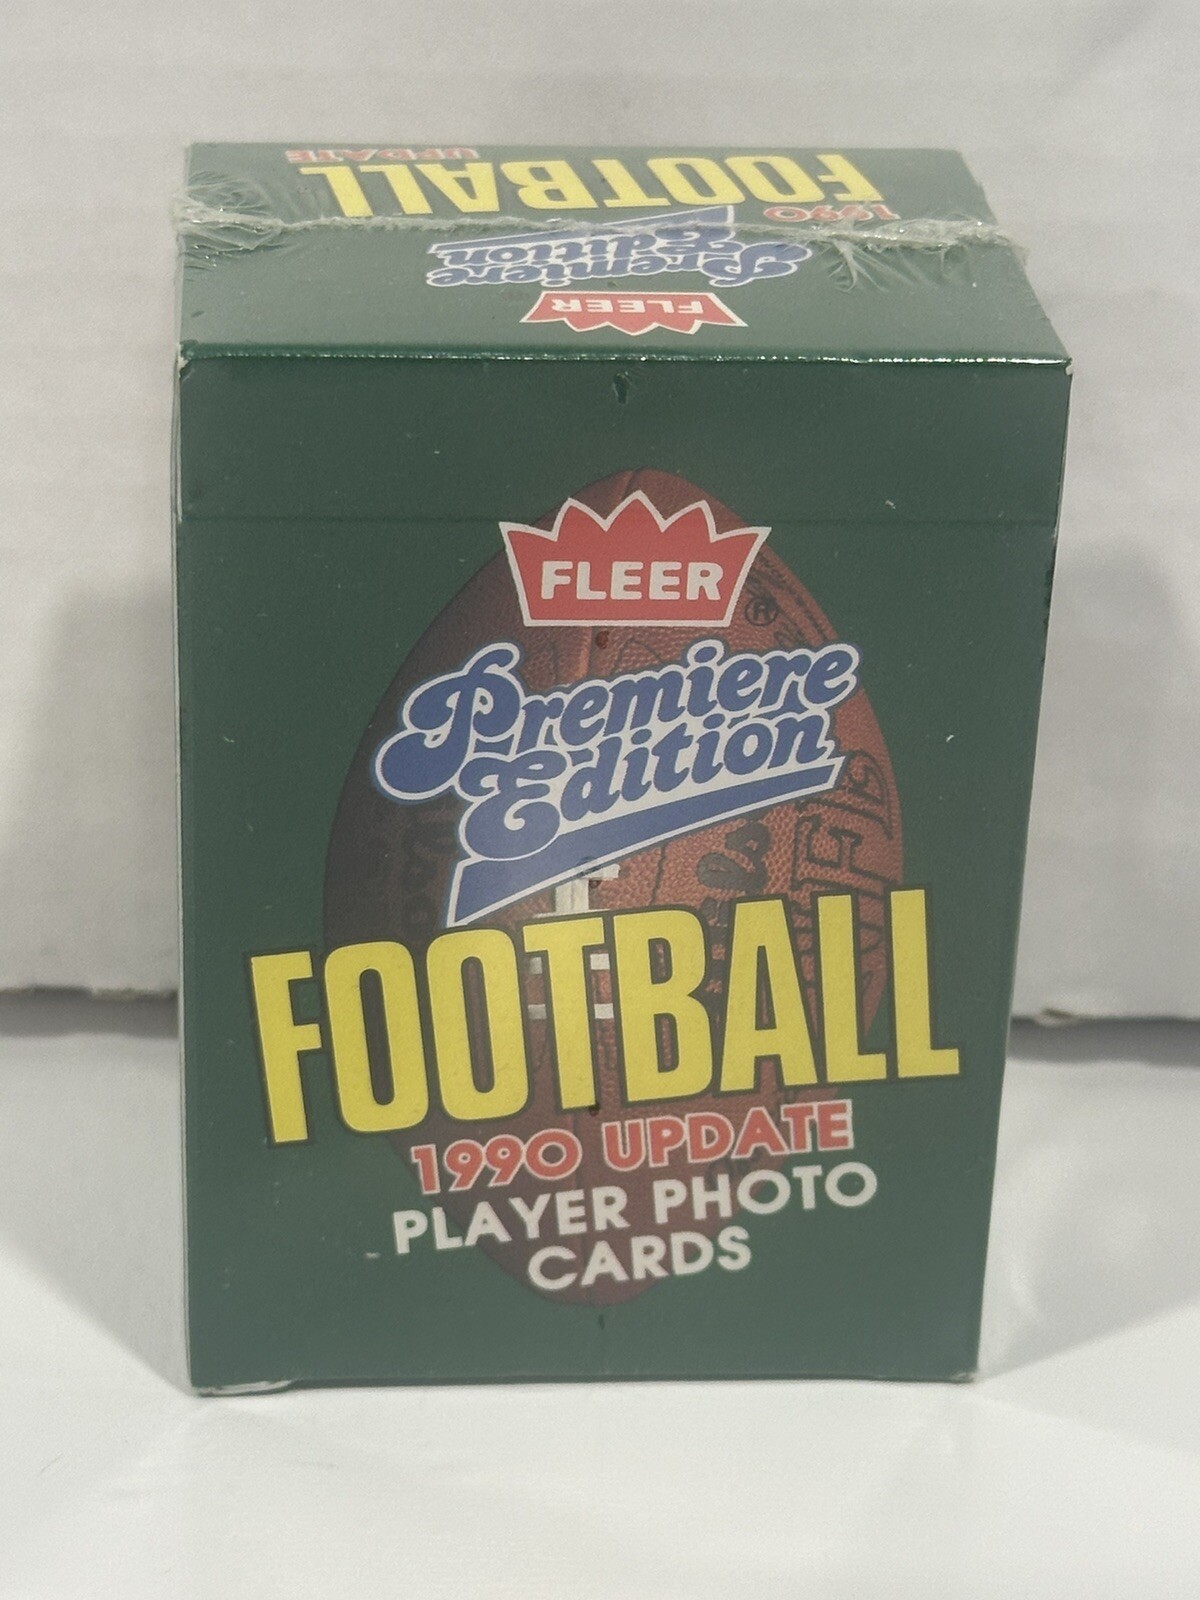 1990
FOOTBALL
UPDATE
Premiere
Edition
FLEER
FLEER
®
Premiere
Edition
FOOTBALL
1990 UPDATE
PLAYER PHOTO
CARDS